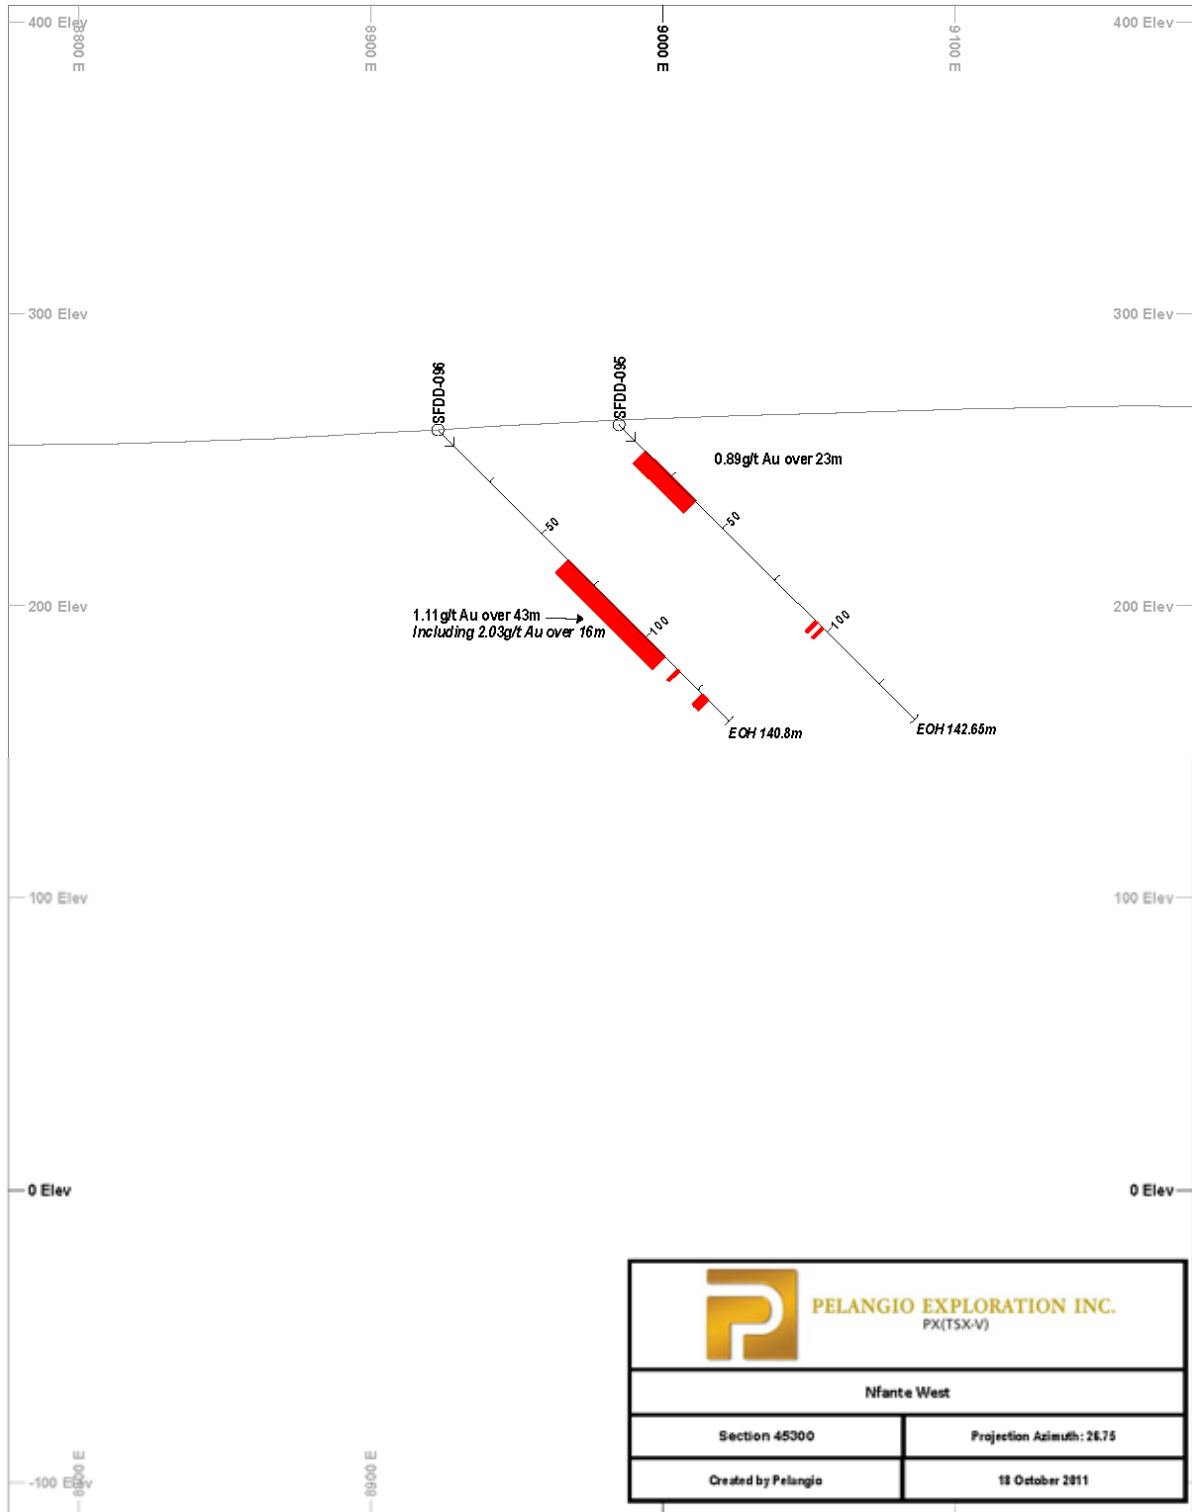 400 Elev
400 Elev
8800 E
8900 E
9000 E
9100 E
300 Elev
300 Elev
SFDD-096
SFDD-095
0.89g/t Au over 23m
50
50
200 Elev
200 Elev
1.11g/t Au over 43m
Including 2.03g/t Au over 16m
100
100
EOH 140.8m
EOH 142.65m
100 Elev
100 Elev
0 Elev
0 Elev
PELANGIO EXPLORATION INC.
PX(TSX-V)
Nfante West
Section 45300
Projection Azimuth: 26.75
Created by Pelangio
18 October 2011
-100 Elev
8800 E
8900 E